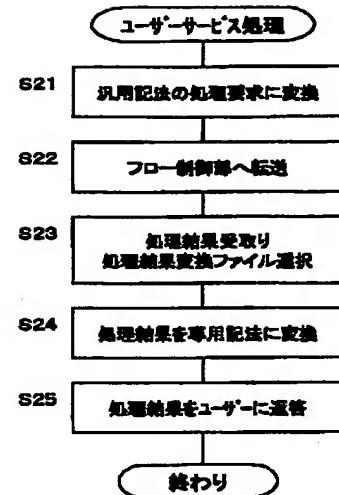 ユーザーサービス処理
S21
汎用記法の処理要求に変換
S22
フロー制御部へ転送
S23
処理結果受取り
処理結果変換ファイル選択
S24
処理結果を専用記法に変換
S25
処理結果をユーザーに返答
終わり